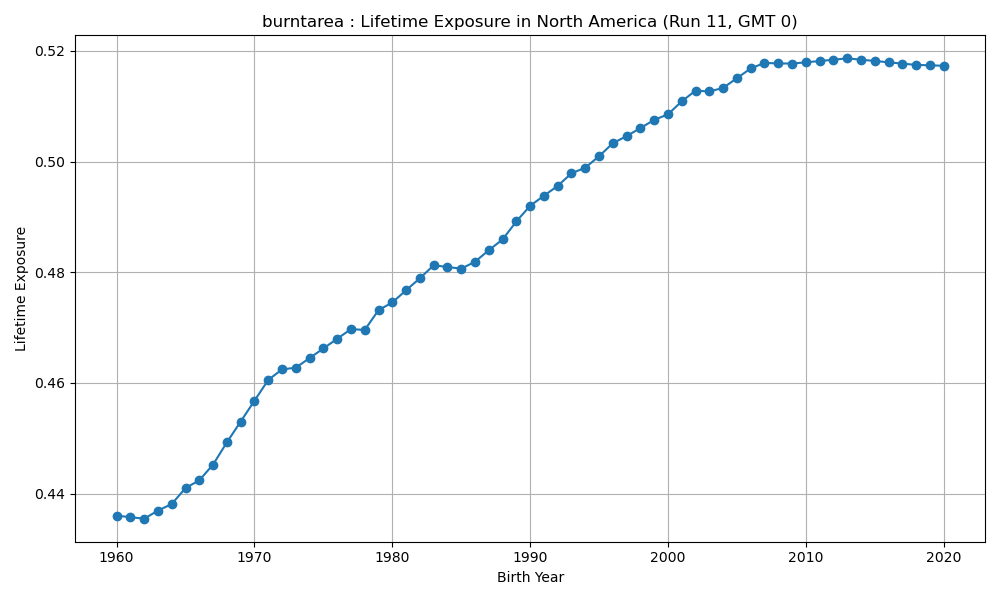 burntarea : Lifetime Exposure in North America (Run 11, GMT 0)
0.52
0.50
0.48
0.46
0.44
Lifetime Exposure
1960 1970 1980 1990 2000 2010 2020
Birth Year